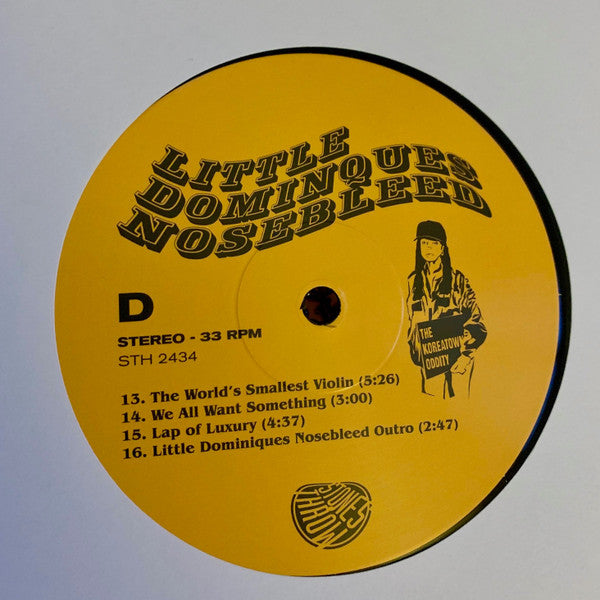 LITTLE
DOMINQUES
NOSEBLEED
D
STEREO - 33 RPM
STH 2434
THE
KOREATOWN
ODDITY
13. The World's Smallest Violin (5:26)
14. We All Want Something (3:00)
15. Lap of Luxury (4:37)
16. Little Dominiques Nosebleed Outro (2:47)
STONES
THROW